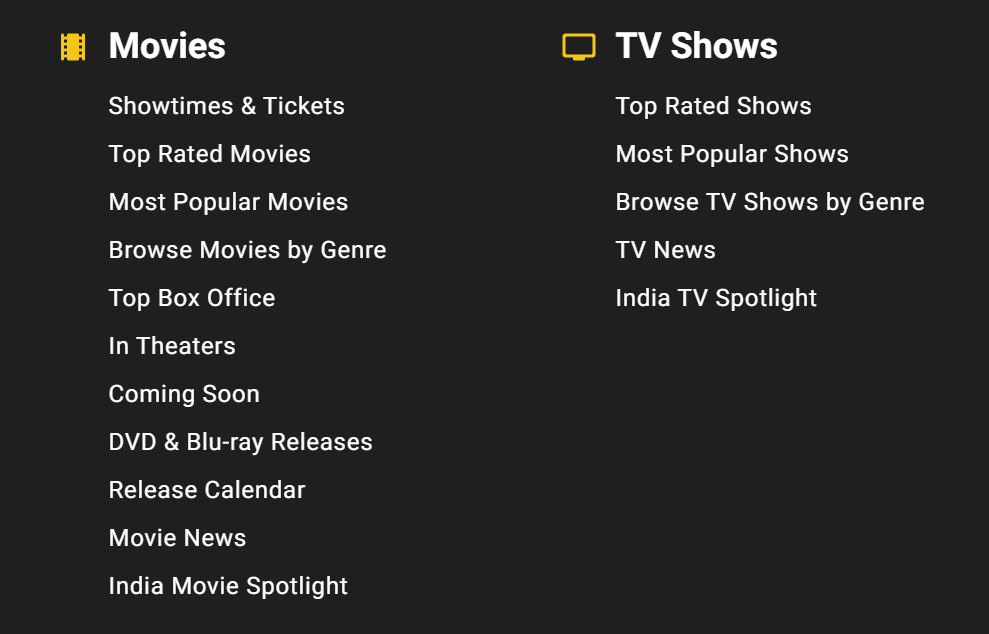 Movies
Showtimes & Tickets
Top Rated Movies
Most Popular Movies
Browse Movies by Genre
Top Box Office
In Theaters
Coming Soon
DVD & Blu-ray Releases
Release Calendar
Movie News
India Movie Spotlight
TV Shows
Top Rated Shows
Most Popular Shows
Browse TV Shows by Genre
TV News
India TV Spotlight